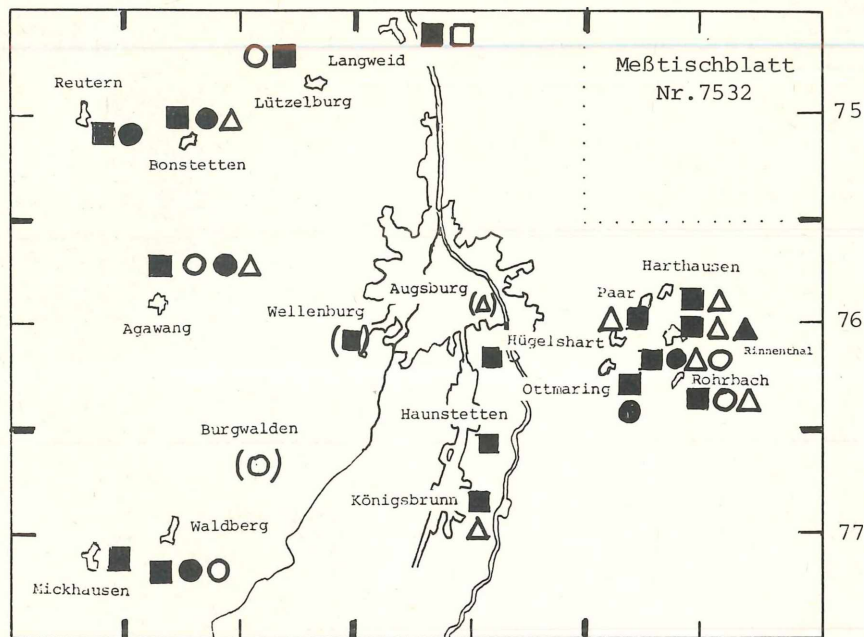 Langweid
Meßtischblatt
Nr.7532
Reutern
Lützelburg
75
Bonstetten
Harthausen
Augsburg
Paar
Wellenburg
Agawang
76
Hügelshart
Rinnenthal
Ottmaring
Rohrbach
Haunstetten
Burgwalden
Königsbrunn
Waldberg
77
Mickhausen